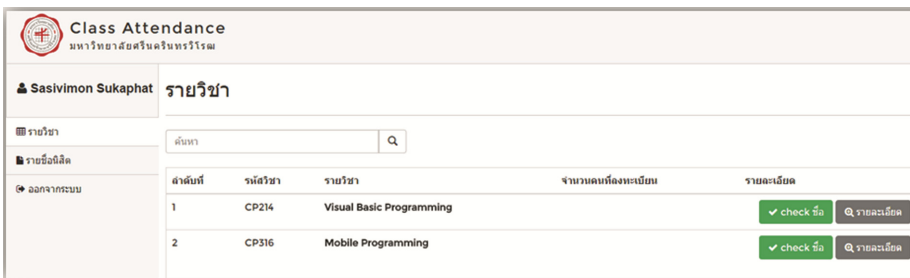 Class Attendance
มหาวิทยาลัยศรีนครินทรวิโรฒ
Sasivimon Sukaphat
รายวิชา
รายวิชา
รายชื่อนิสิต
ออกจากระบบ
ค้นหา
ลำดับที่ รหัสวิชา รายวิชา จำนวนคนที่ลงทะเบียน รายละเอียด
1 CP214 Visual Basic Programming check ชื่อ รายละเอียด
2 CP316 Mobile Programming check ชื่อ รายละเอียด